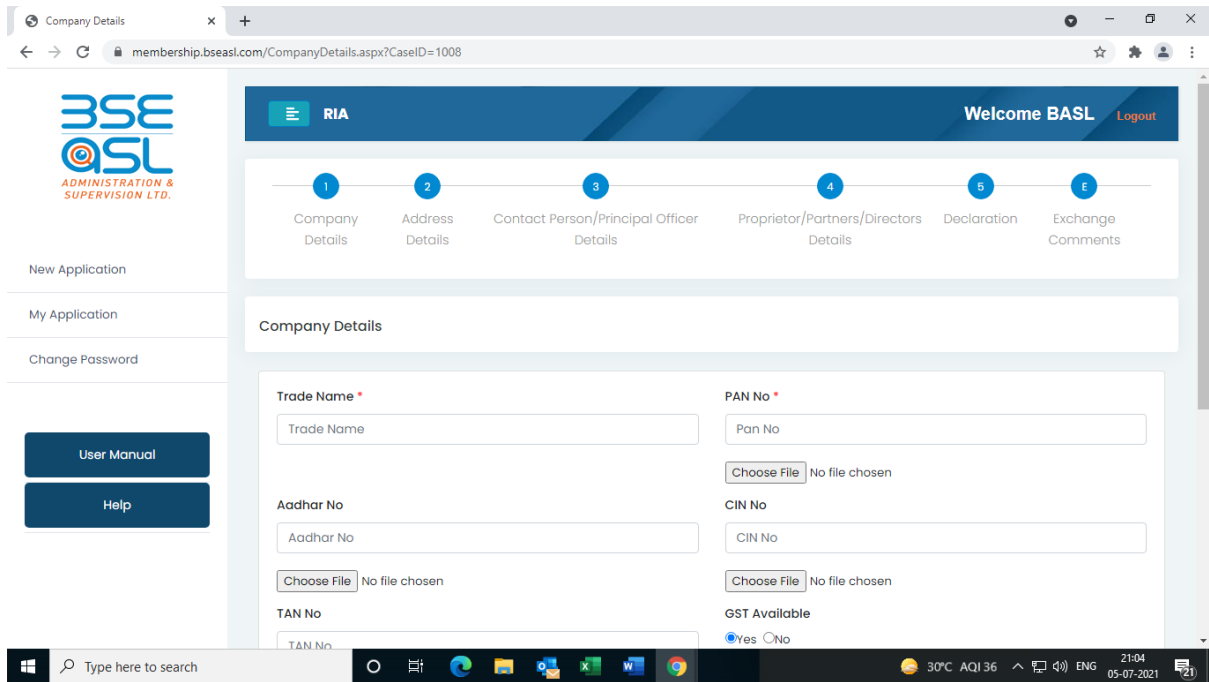 Company Details
membership.bseasl.com/CompanyDetails.aspx?CaseID=1008
BSE
ASL
ADMINISTRATION &
SUPERVISION LTD.
New Application
My Application
Change Password
User Manual
Help
RIA
Welcome BASL Logout
1 2 3 4 5 E
Company Address Contact Person/Principal Officer Proprietor/Partners/Directors Declaration Exchange
Details Details Details Details Comments
Company Details
Trade Name * PAN No *
Trade Name Pan No
Choose File No file chosen
Aadhar No CIN No
Aadhar No CIN No
Choose File No file chosen Choose File No file chosen
TAN No GST Available
TAN No Yes No
Type here to search
30°C AQI 36 ENG 21:04
05-07-2021 21